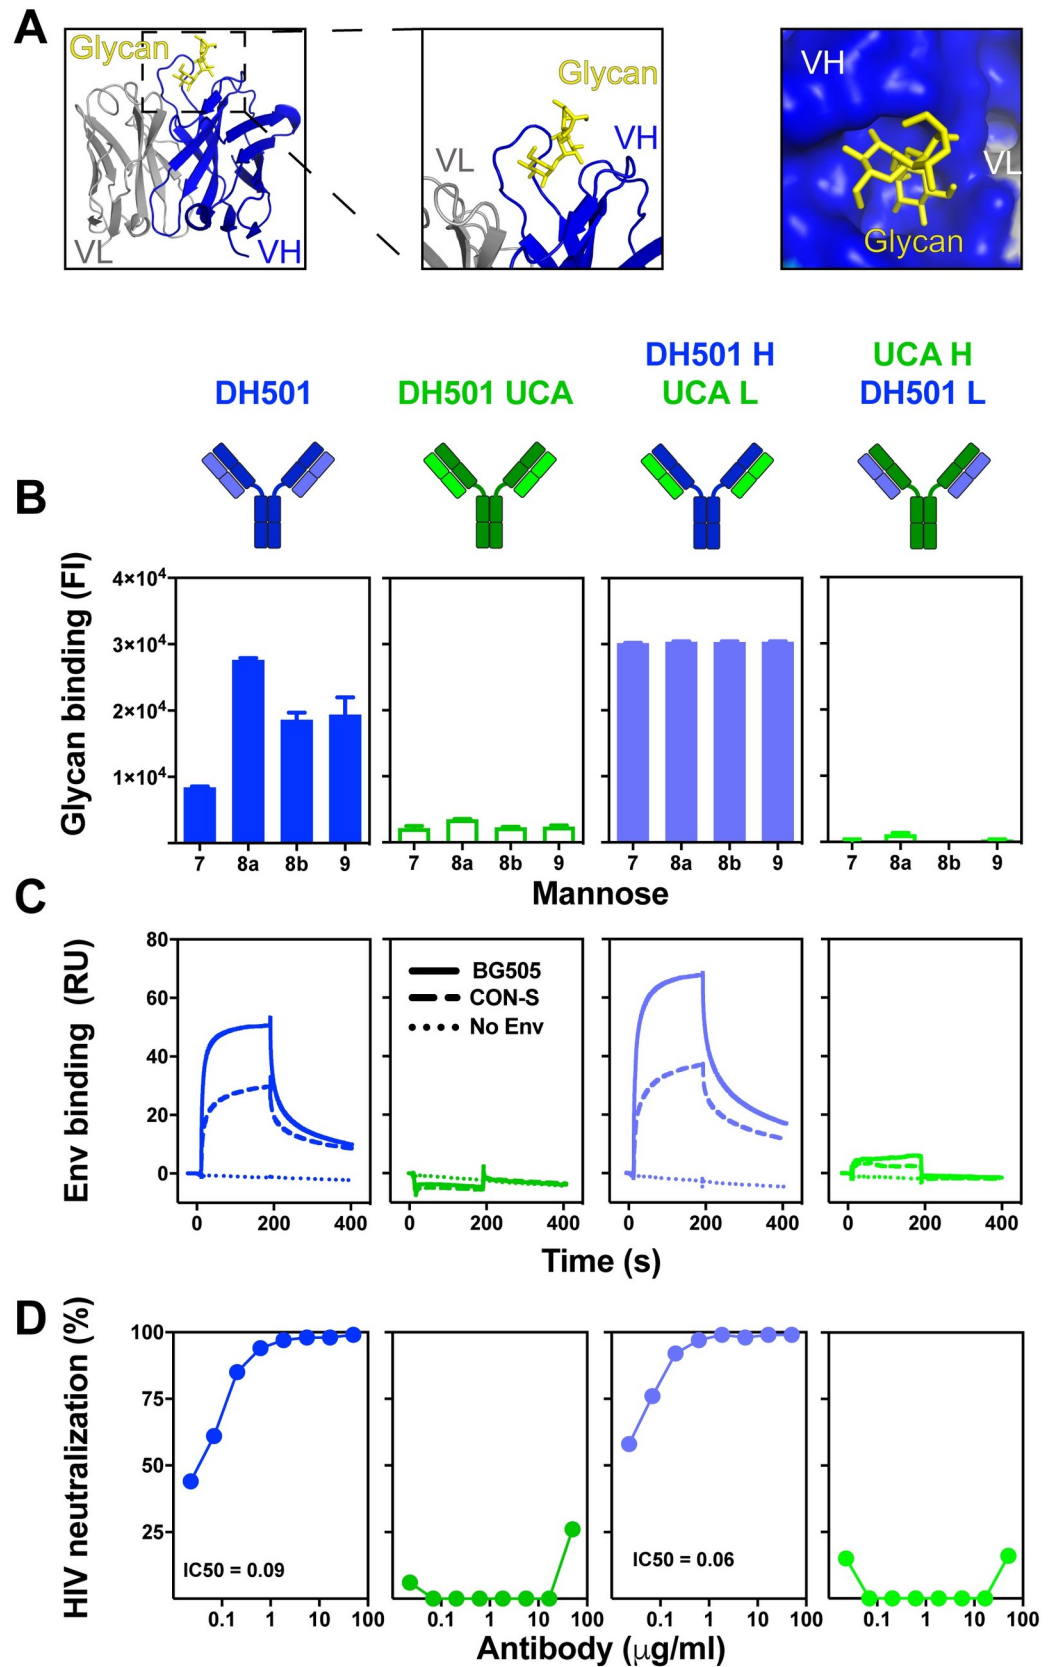 A
Glycan
VL
VH
Glycan
VL
VH
VH
VL
Glycan
DH501
DH501 UCA
DH501 H
UCA L
UCA H
DH501 L
B
Glycan binding (FI)
4×10⁴
3×10⁴
2×10⁴
1×10⁴
7 8a 8b 9
7 8a 8b 9
7 8a 8b 9
7 8a 8b 9
Mannose
C
Env binding (RU)
80
60
40
20
0
BG505
CON-S
No Env
0 200 400
0 200 400
0 200 400
0 200 400
Time (s)
D
HIV neutralization (%)
100
75
50
25
IC50 = 0.09
IC50 = 0.06
0.1 1 10 100
0.1 1 10 100
0.1 1 10 100
0.1 1 10 100
Antibody (μg/ml)